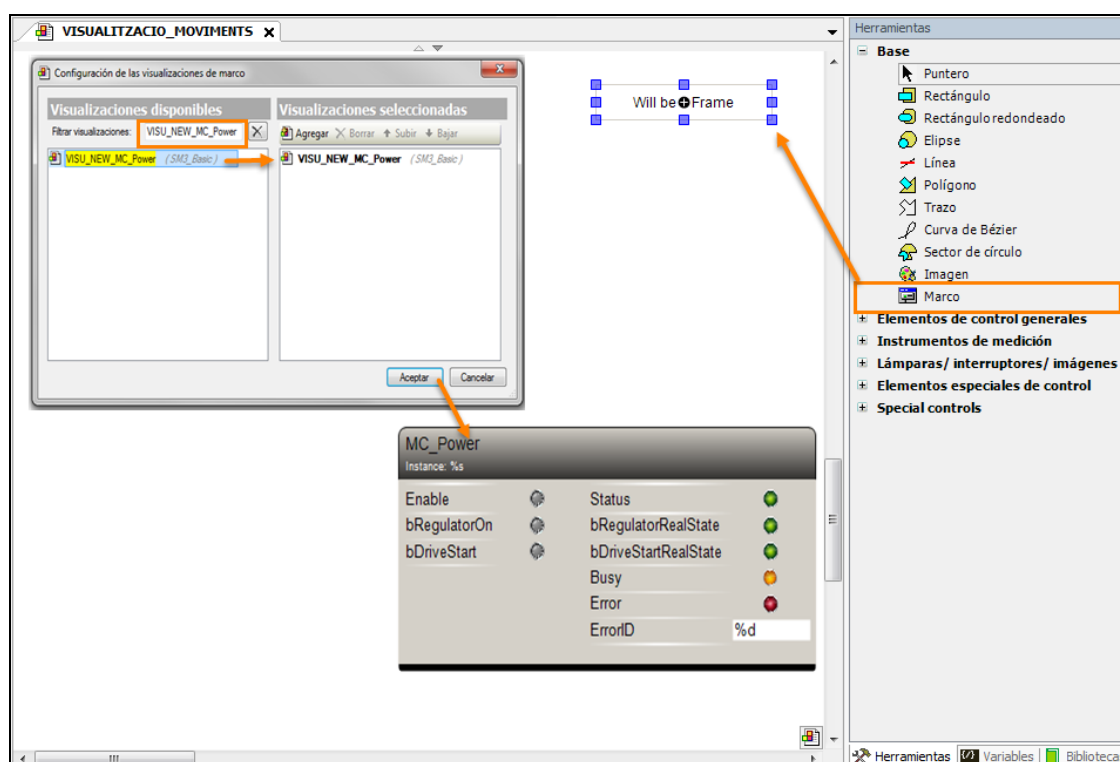 VISUALITZACIO_MOVIMENTS
Configuración de las visualizaciones de marco
Visualizaciones disponibles
Filtrar visualizaciones: VISU_NEW_MC_Power
VISU_NEW_MC_Power (SM3_Basic)
Visualizaciones seleccionadas
Agregar Borrar Subir Bajar
VISU_NEW_MC_Power (SM3_Basic)
Aceptar Cancelar
Will be Frame
MC_Power
Instance: %s
Enable Status
bRegulatorOn bRegulatorRealState
bDriveStart bDriveStartRealState
Busy
Error
ErrorID %d
Herramientas
Base
Puntero
Rectángulo
Rectángulo redondeado
Elipse
Línea
Polígono
Trazo
Curva de Bézier
Sector de círculo
Imagen
Marco
Elementos de control generales
Instrumentos de medición
Lámparas/ interruptores/ imágenes
Elementos especiales de control
Special controls
Herramientas Variables Biblioteca